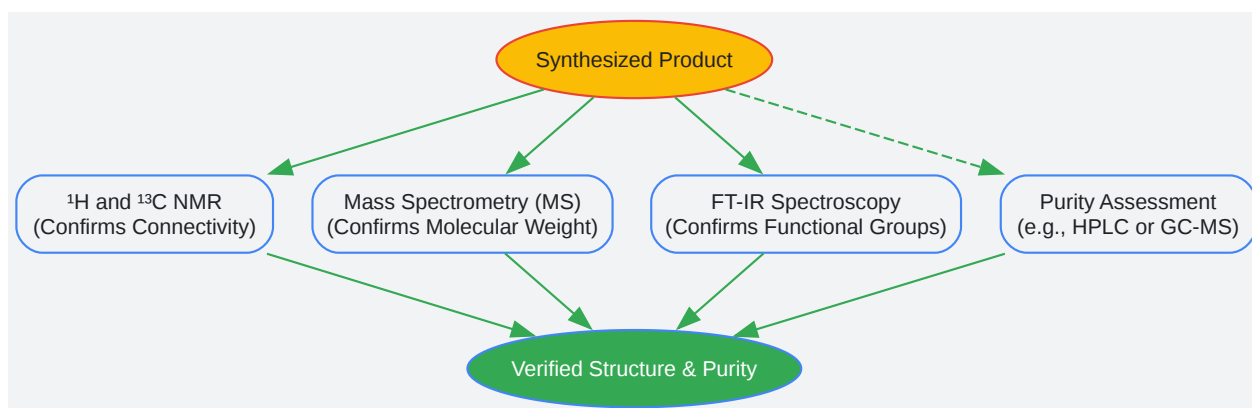 Synthesized Product
¹H and ¹³C NMR
(Confirms Connectivity)
Mass Spectrometry (MS)
(Confirms Molecular Weight)
FT-IR Spectroscopy
(Confirms Functional Groups)
Purity Assessment
(e.g., HPLC or GC-MS)
Verified Structure & Purity